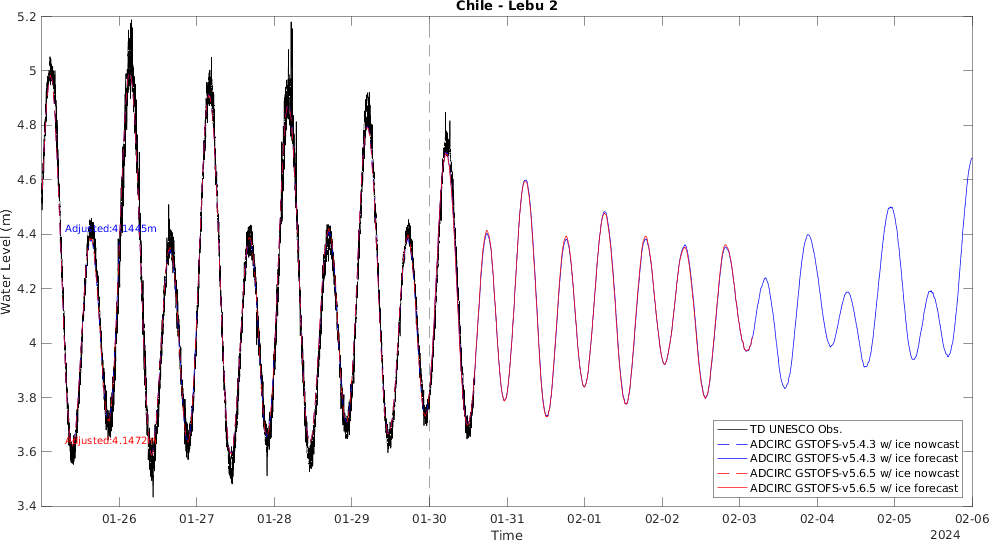 Chile - Lebu 2
5.2
5
4.8
4.6
4.4
4.2
4
3.8
3.6
3.4
Water Level (m)
Adjusted:4.1445m
Adjusted:4.1472m
TD UNESCO Obs.
ADCIRC GSTOFS-v5.4.3 w/ ice nowcast
ADCIRC GSTOFS-v5.4.3 w/ ice forecast
ADCIRC GSTOFS-v5.6.5 w/ ice nowcast
ADCIRC GSTOFS-v5.6.5 w/ ice forecast
01-26 01-27 01-28 01-29 01-30 01-31 02-01 02-02 02-03 02-04 02-05 02-06
Time
2024